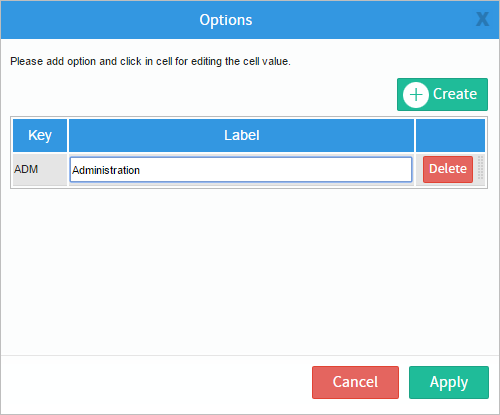 Options
X
Please add option and click in cell for editing the cell value.
Create
Key Label
ADM Administration Delete
Cancel Apply